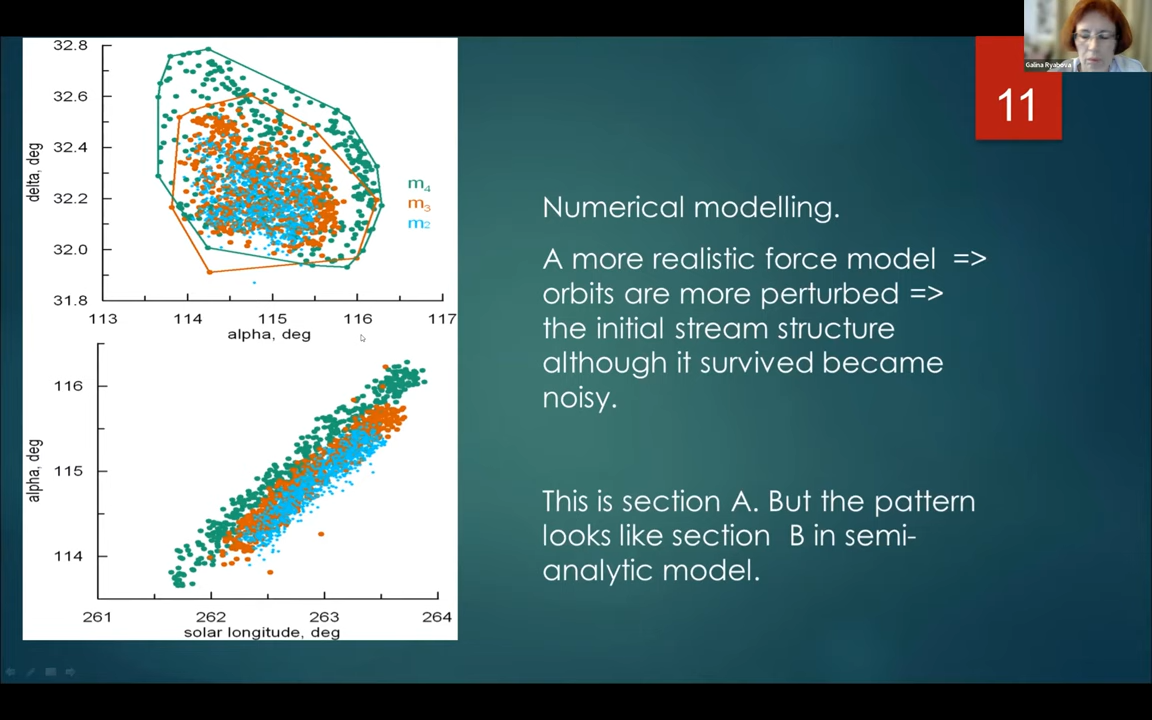 32.8
32.6
32.4
32.2
32.0
31.8
delta, deg
m4
m3
m2
113 114 115 116 117
alpha, deg
116
115
114
alpha, deg
261 262 263 264
solar longitude, deg
Galina Ryabova
11
Numerical modelling.
A more realistic force model =>
orbits are more perturbed =>
the initial stream structure
although it survived became
noisy.
This is section A. But the pattern
looks like section B in semi-
analytic model.